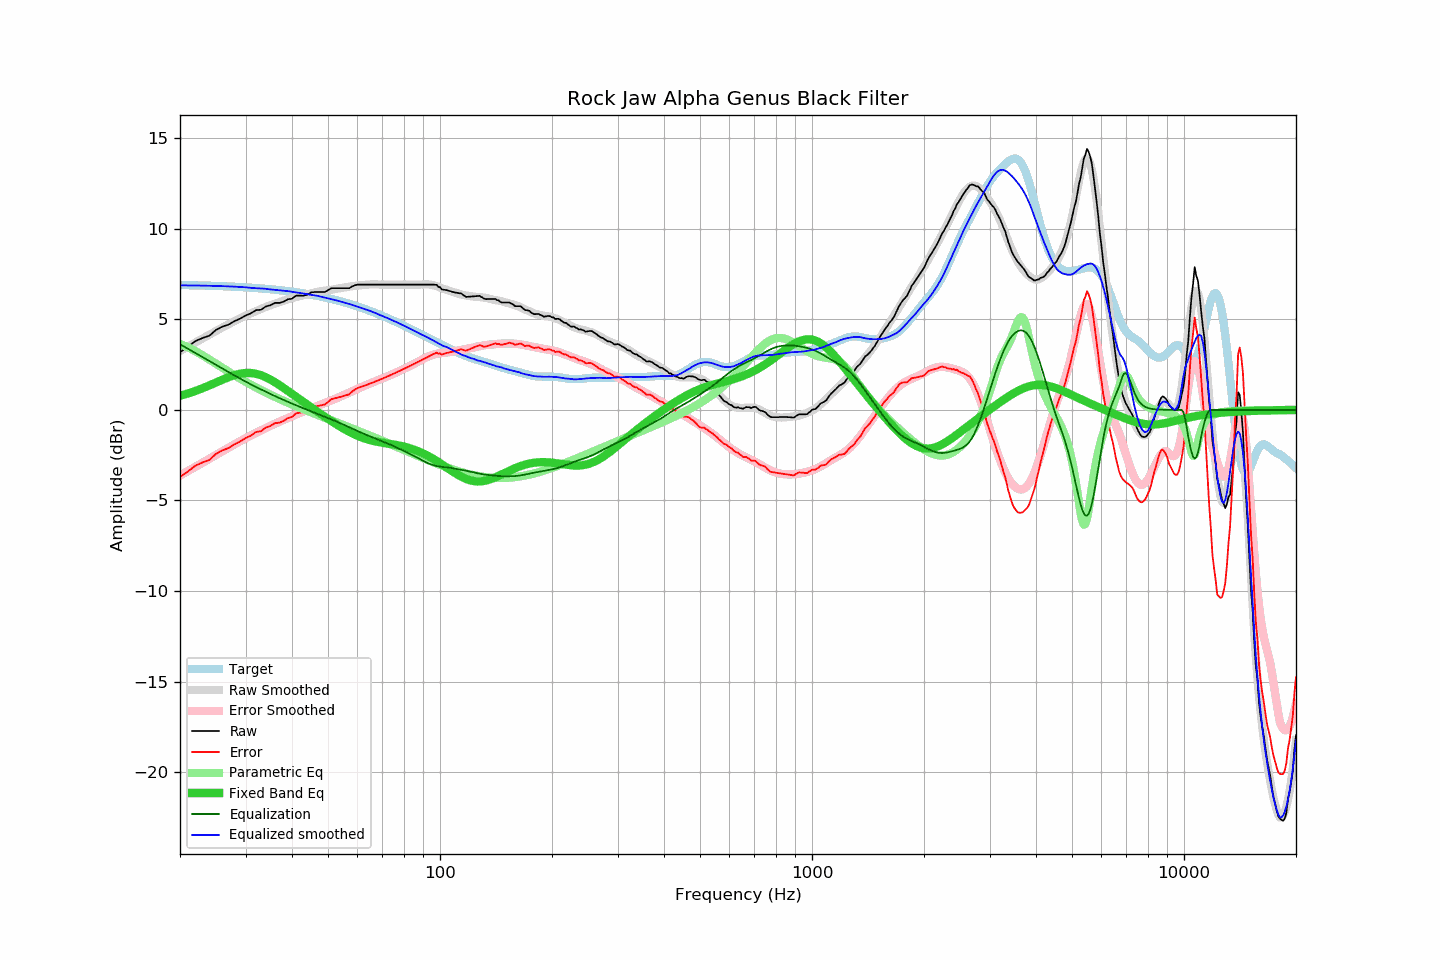 Rock Jaw Alpha Genus Black Filter
15
10
5
0
−5
−10
−15
−20
Amplitude (dBr)
Target
Raw Smoothed
Error Smoothed
Raw
Error
Parametric Eq
Fixed Band Eq
Equalization
Equalized smoothed
100
1000
10000
Frequency (Hz)